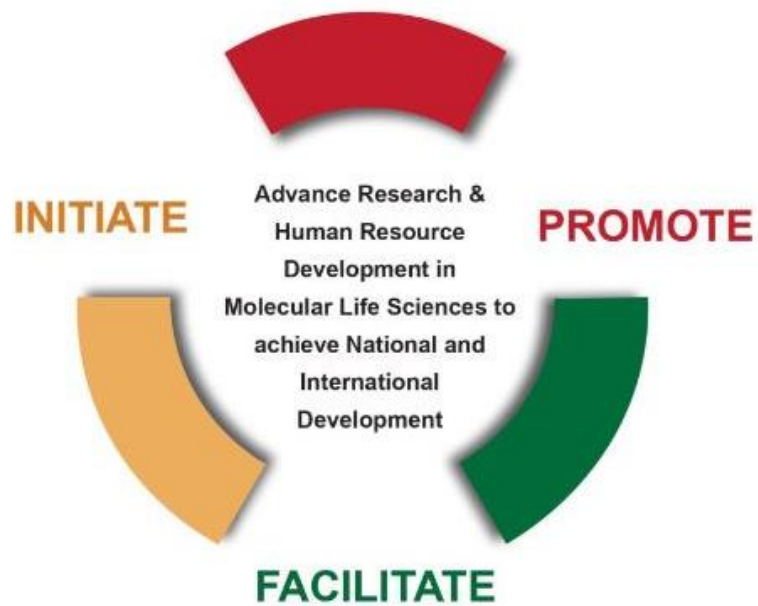 Advance Research &
Human Resource
INITIATE
PROMOTE
Development in
Molecular Life Sciences to
achieve National and
International
Development
FACILITATE